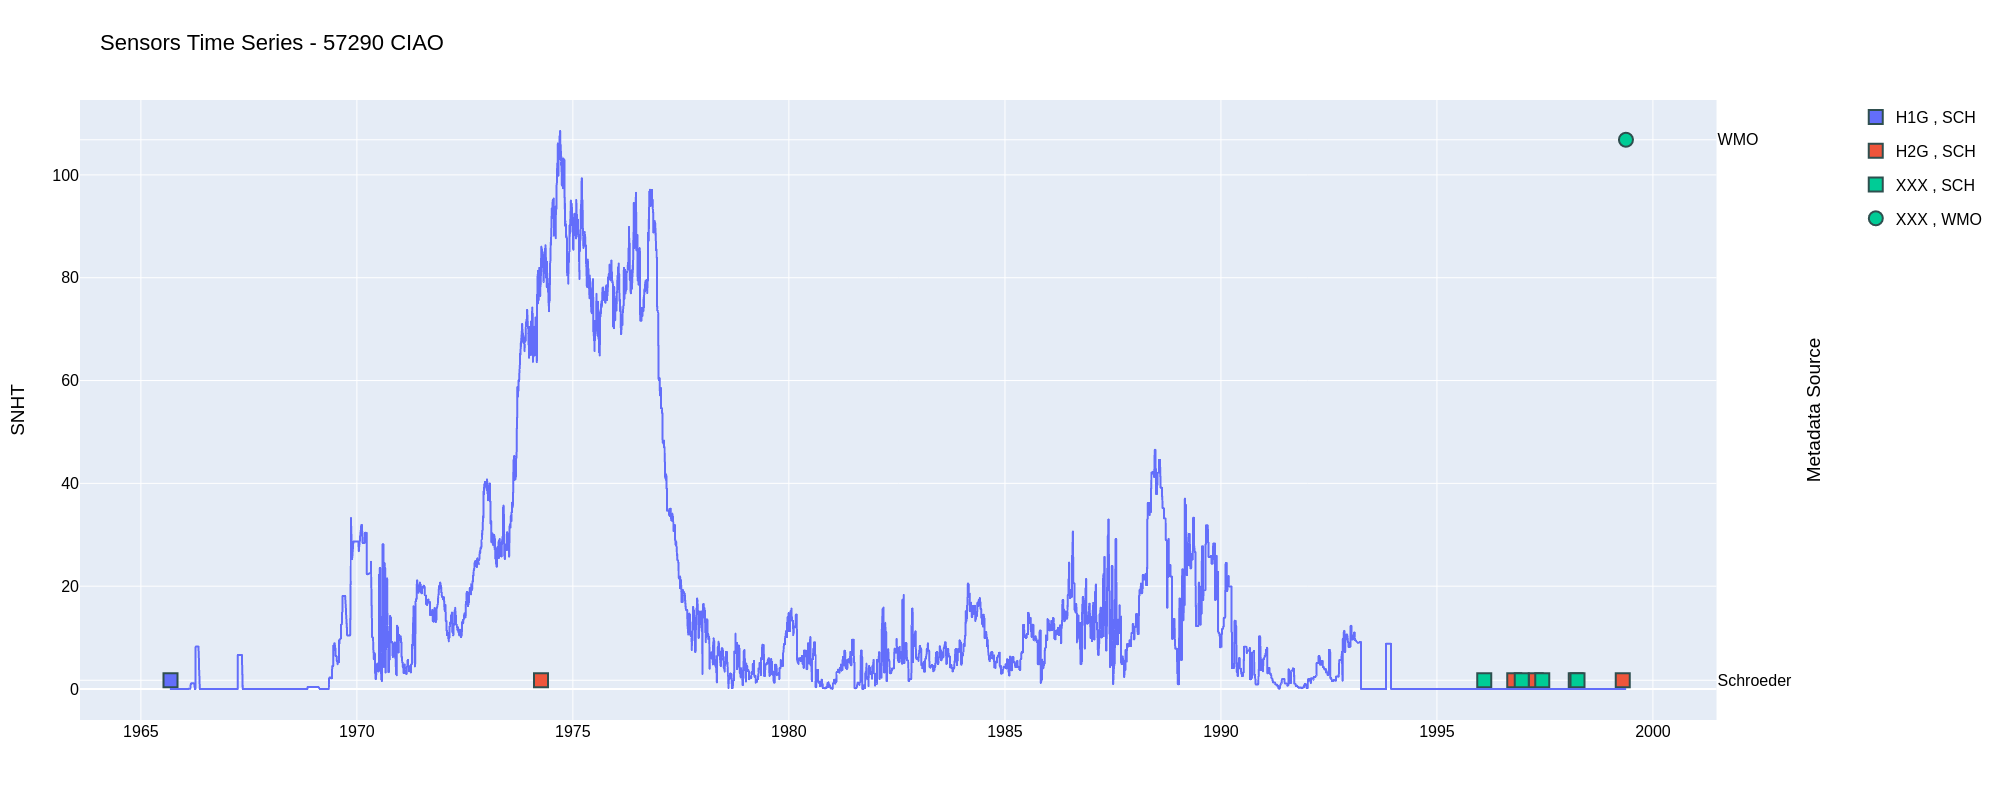 Sensors Time Series - 57290 CIAO
H1G , SCH
H2G , SCH
XXX , SCH
XXX , WMO
WMO
Schroeder
Metadata Source
SNHT
100
80
60
40
20
0
1965 1970 1975 1980 1985 1990 1995 2000